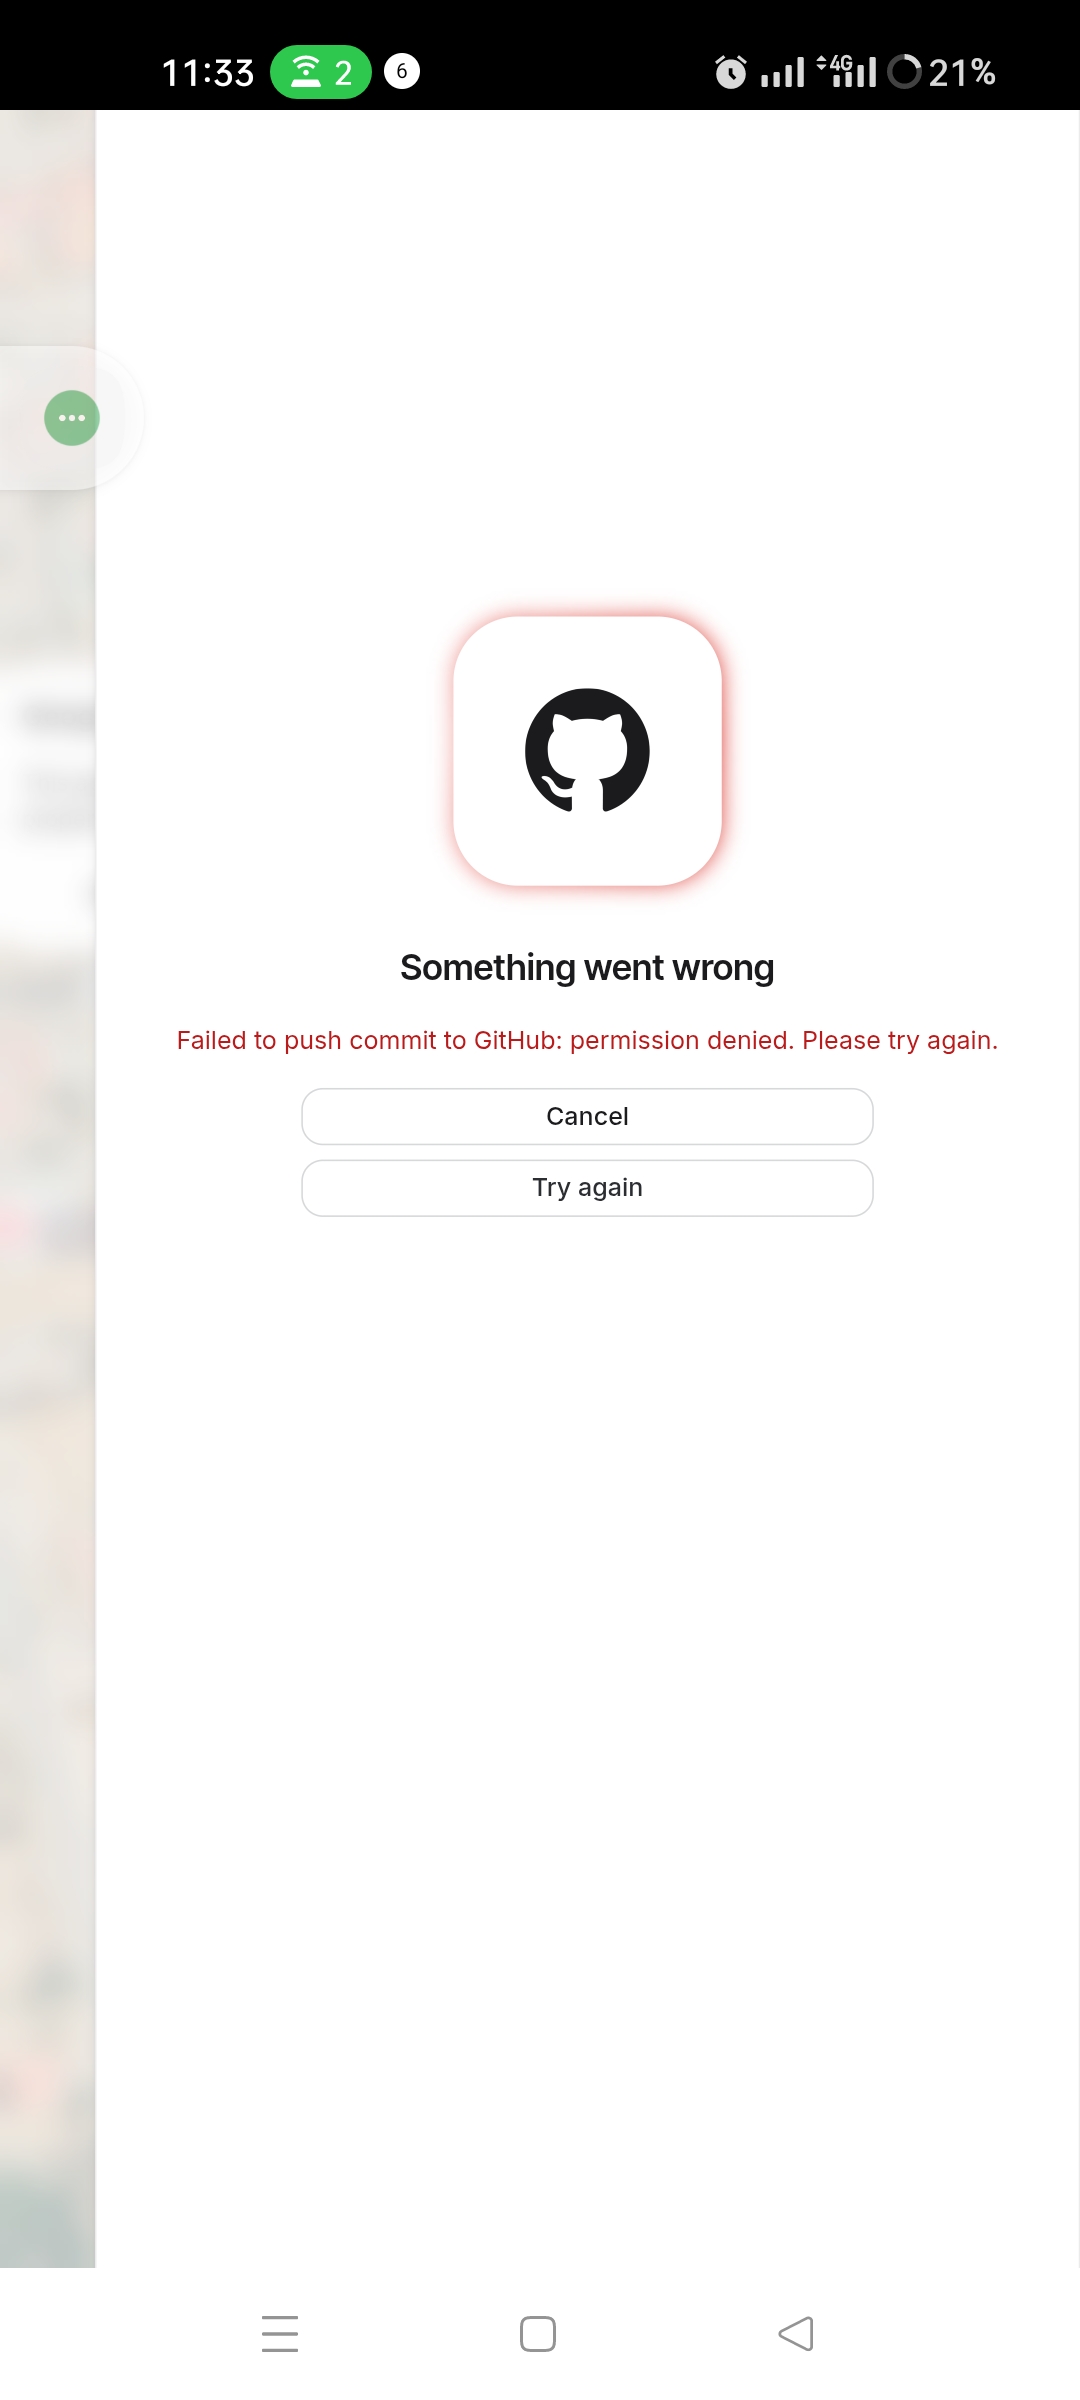 11:33 2 6 4G 21%
Something went wrong
Failed to push commit to GitHub: permission denied. Please try again.
Cancel
Try again